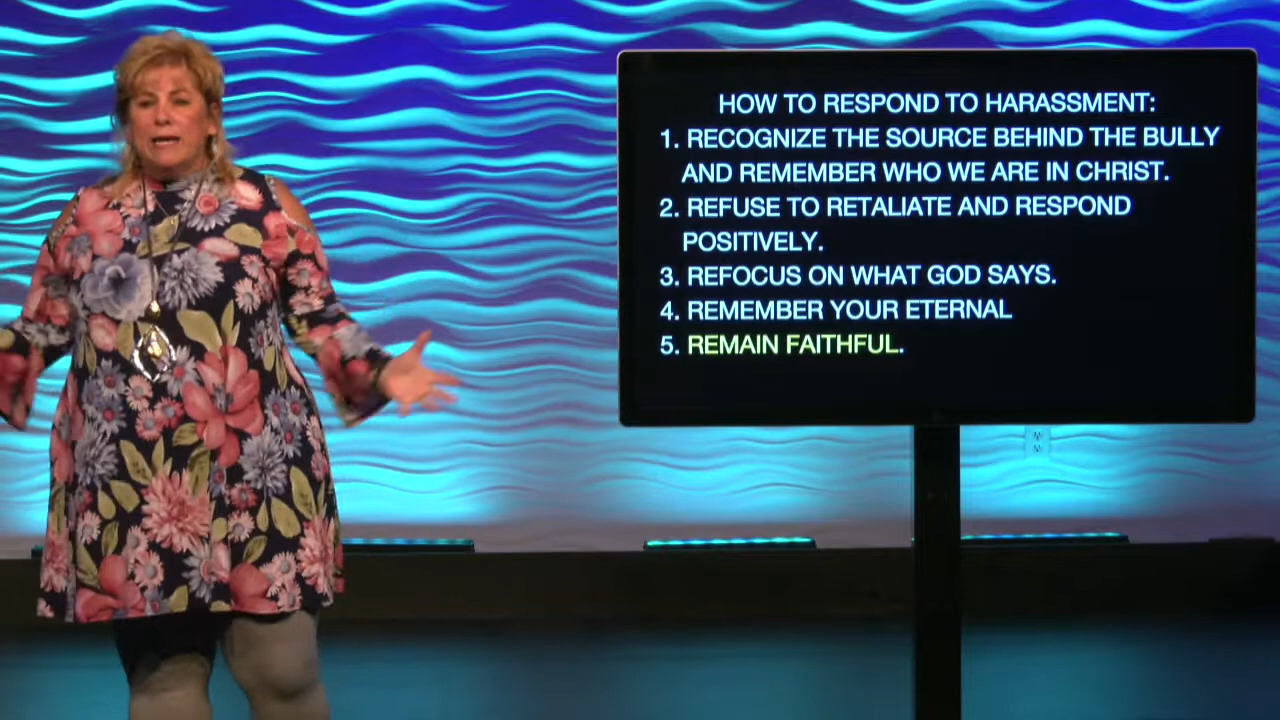 HOW TO RESPOND TO HARASSMENT:
1. RECOGNIZE THE SOURCE BEHIND THE BULLY
AND REMEMBER WHO WE ARE IN CHRIST.
2. REFUSE TO RETALIATE AND RESPOND
POSITIVELY.
3. REFOCUS ON WHAT GOD SAYS.
4. REMEMBER YOUR ETERNAL
5. REMAIN FAITHFUL.